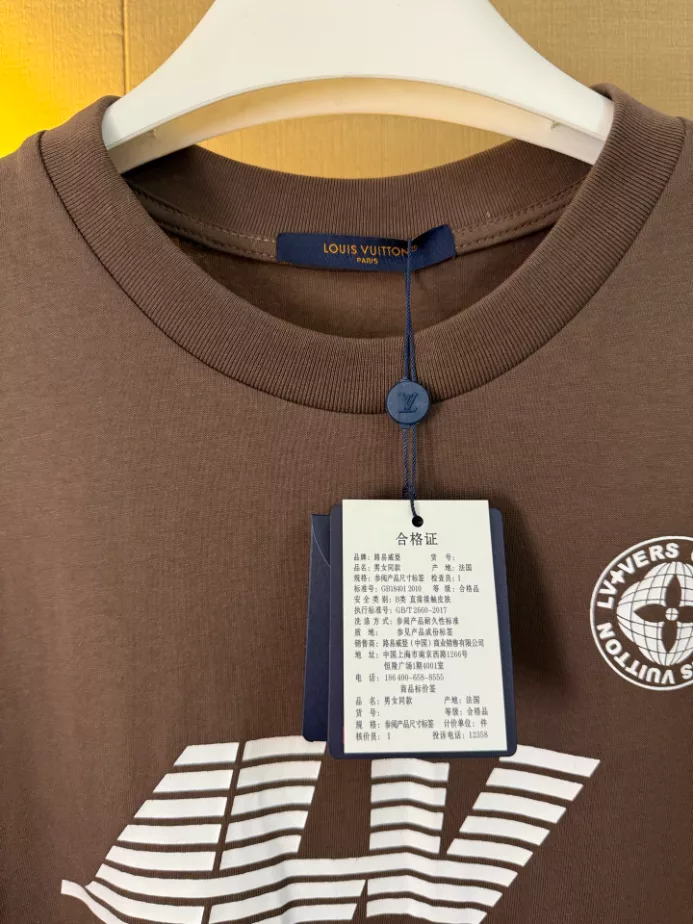 LOUIS VUITTON
PARIS
合格证
品牌：路易威登 货 号：
品名：男女同款 产 地：法国
规格：参阅产品尺寸标签 检查员：1
标准号：GB18401 2010 等 级：合格品
安 全 类 别：B类 直接接触皮肤
执行标准号：GB/T 2660-2017
洗 涤 方 式：参阅产品耐久性标准
质 地： 参见产品成份标签
销售商：路易威登（中国）商业销售有限公司
地 址：中国上海市南京西路1266号
恒隆广场1期4001室
电 话：186 400-658-8555
商品标价签
品 名：男女同款 产地：法国
货 号： 等级：合格品
规 格：参阅产品尺寸标签 计价单位：件
核价员：1 投诉电话：12358
LV+VERS
VUITTON
LV